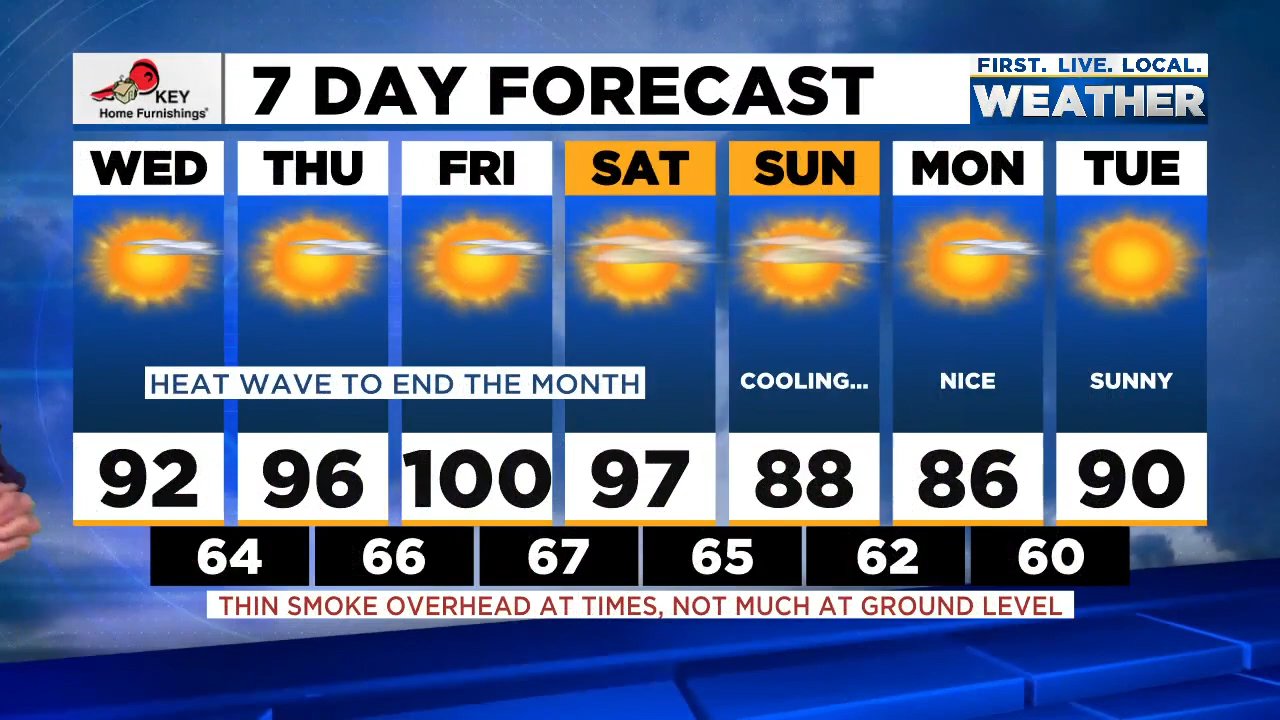 KEY
Home Furnishings®
7 DAY FORECAST
FIRST. LIVE. LOCAL.
WEATHER
WED THU FRI SAT SUN MON TUE
HEAT WAVE TO END THE MONTH
COOLING... NICE SUNNY
92 96 100 97 88 86 90
64 66 67 65 62 60
THIN SMOKE OVERHEAD AT TIMES, NOT MUCH AT GROUND LEVEL